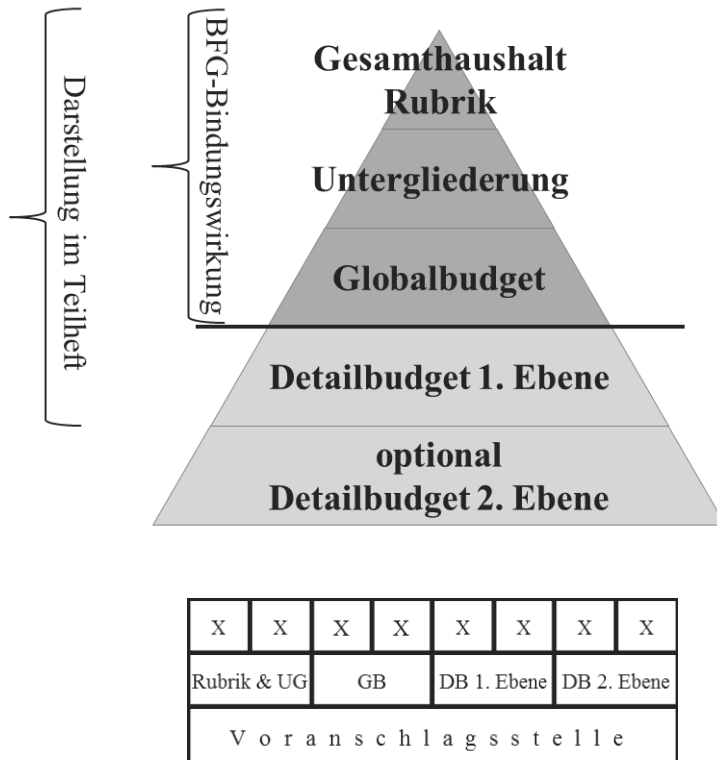 Darstellung im Teilheft
BFG-Bindungswirkung
Gesamthaushalt
Rubrik
Untergliederung
Globalbudget
Detailbudget 1. Ebene
optional
Detailbudget 2. Ebene
X X X X X X X X
Rubrik & UG GB DB 1. Ebene DB 2. Ebene
Voranschlagsstelle